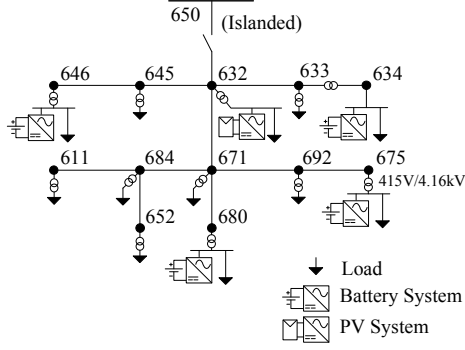 650
(Islanded)
646 645 632 633 634
611 684 671 692 675
415V/4.16kV
652 680
Load
Battery System
PV System